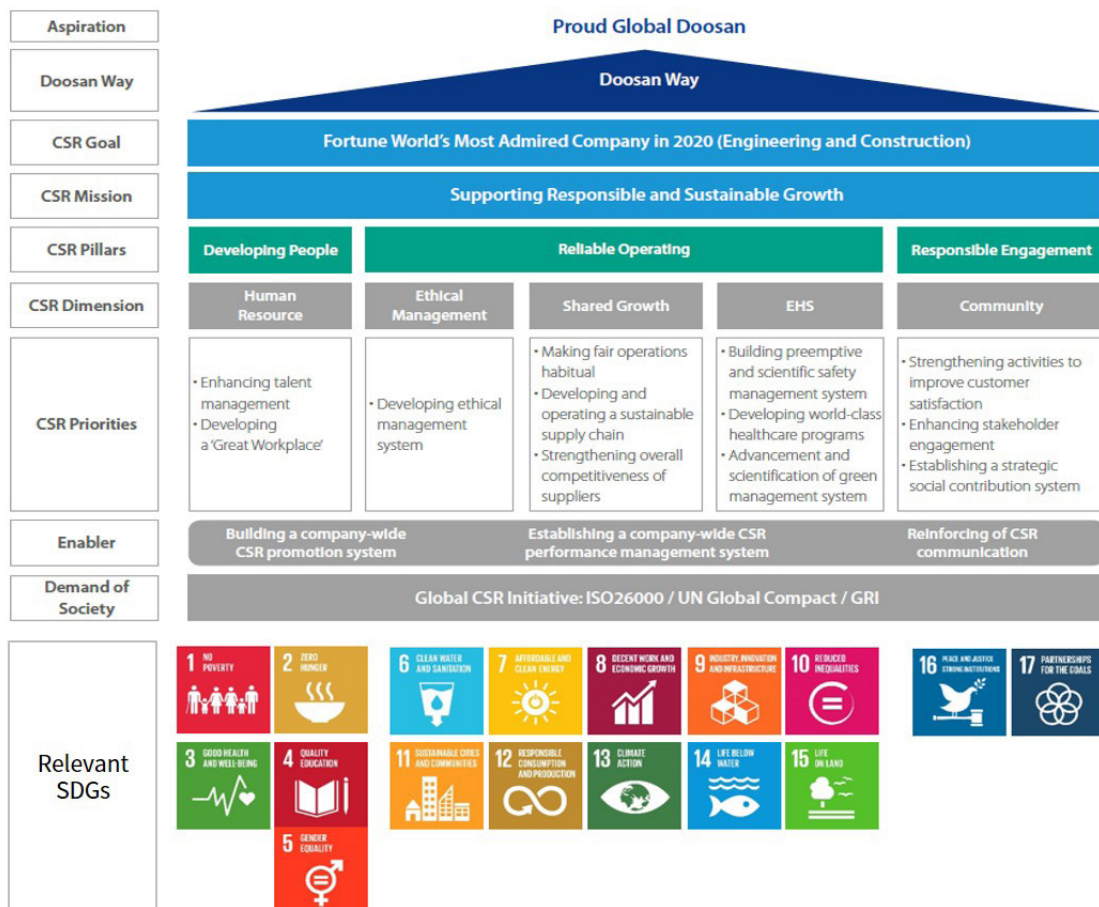 Aspiration
Proud Global Doosan
Doosan Way
Doosan Way
CSR Goal
Fortune World's Most Admired Company in 2020 (Engineering and Construction)
CSR Mission
Supporting Responsible and Sustainable Growth
CSR Pillars
Developing People
Reliable Operating
Responsible Engagement
CSR Dimension
Human
Resource
Ethical
Management
Shared Growth
EHS
Community
CSR Priorities
• Enhancing talent
management
• Developing
a 'Great Workplace'
• Developing ethical
management
system
• Making fair operations
habitual
• Developing and
operating a sustainable
supply chain
• Strengthening overall
competitiveness of
suppliers
• Building preemptive
and scientific safety
management system
• Developing world-class
healthcare programs
• Advancement and
scientification of green
management system
• Strengthening activities to
improve customer
satisfaction
• Enhancing stakeholder
engagement
• Establishing a strategic
social contribution system
Enabler
Building a company-wide
CSR promotion system
Establishing a company-wide CSR
performance management system
Reinforcing of CSR
communication
Demand of
Society
Global CSR Initiative: ISO26000 / UN Global Compact / GRI
Relevant
SDGs
1 NO
POVERTY
2 ZERO
HUNGER
3 GOOD HEALTH
AND WELL-BEING
4 QUALITY
EDUCATION
5 GENDER
EQUALITY
6 CLEAN WATER
AND SANITATION
7 AFFORDABLE AND
CLEAN ENERGY
8 DECENT WORK AND
ECONOMIC GROWTH
9 INDUSTRY, INNOVATION
AND INFRASTRUCTURE
10 REDUCED
INEQUALITIES
11 SUSTAINABLE CITIES
AND COMMUNITIES
12 RESPONSIBLE
CONSUMPTION
AND PRODUCTION
13 CLIMATE
ACTION
14 LIFE BELOW
WATER
15 LIFE
ON LAND
16 PEACE AND JUSTICE
STRONG INSTITUTIONS
17 PARTNERSHIPS
FOR THE GOALS